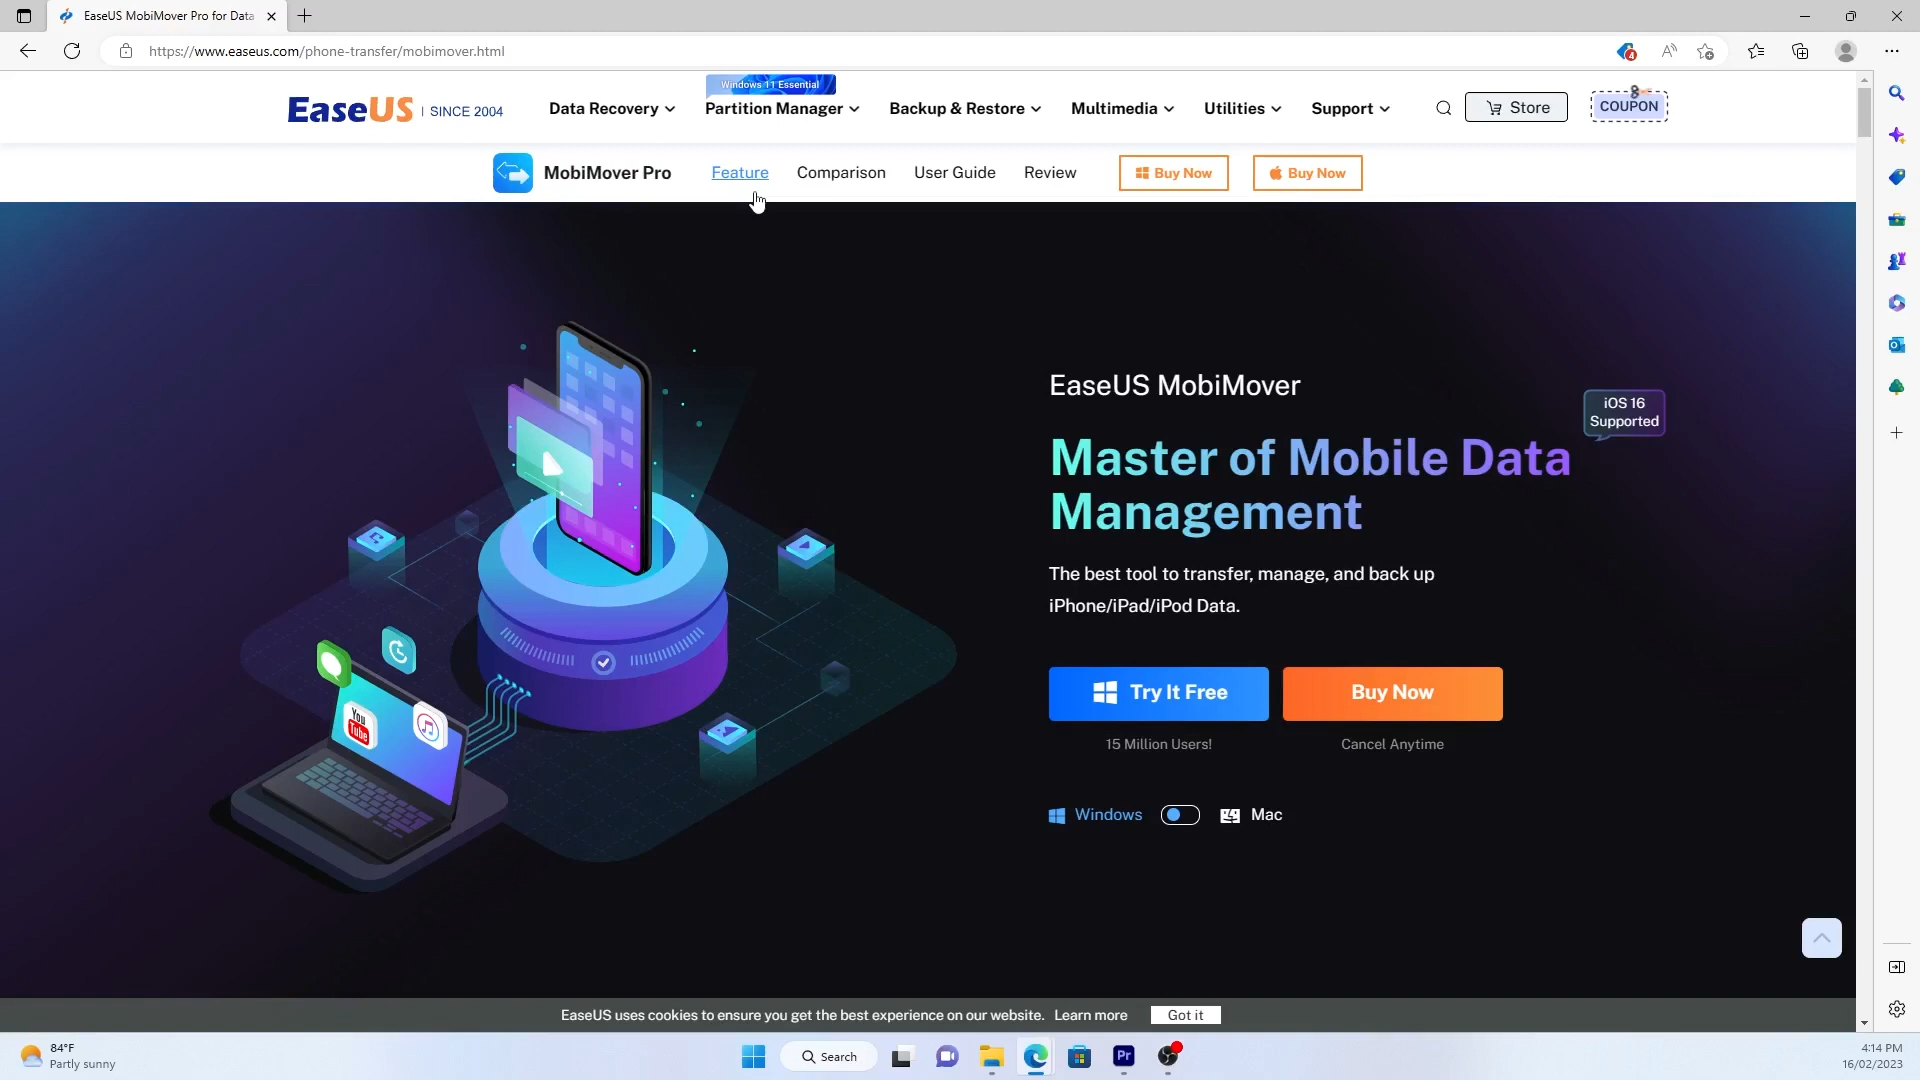 EaseUS MobiMover Pro for Data
https://www.easeus.com/phone-transfer/mobimover.html
4
Windows 11 Essential
EaseUS | SINCE 2004
Data Recovery
Partition Manager
Backup & Restore
Multimedia
Utilities
Support
Store
COUPON
MobiMover Pro
Feature
Comparison
User Guide
Review
Buy Now
Buy Now
EaseUS MobiMover
iOS 16
Supported
Master of Mobile Data
Management
The best tool to transfer, manage, and back up
iPhone/iPad/iPod Data.
Try It Free
Buy Now
15 Million Users!
Cancel Anytime
You
Tube
Windows
Mac
EaseUS uses cookies to ensure you get the best experience on our website. Learn more
Got it
84°F
Partly sunny
Search
Pr
4:14 PM
16/02/2023